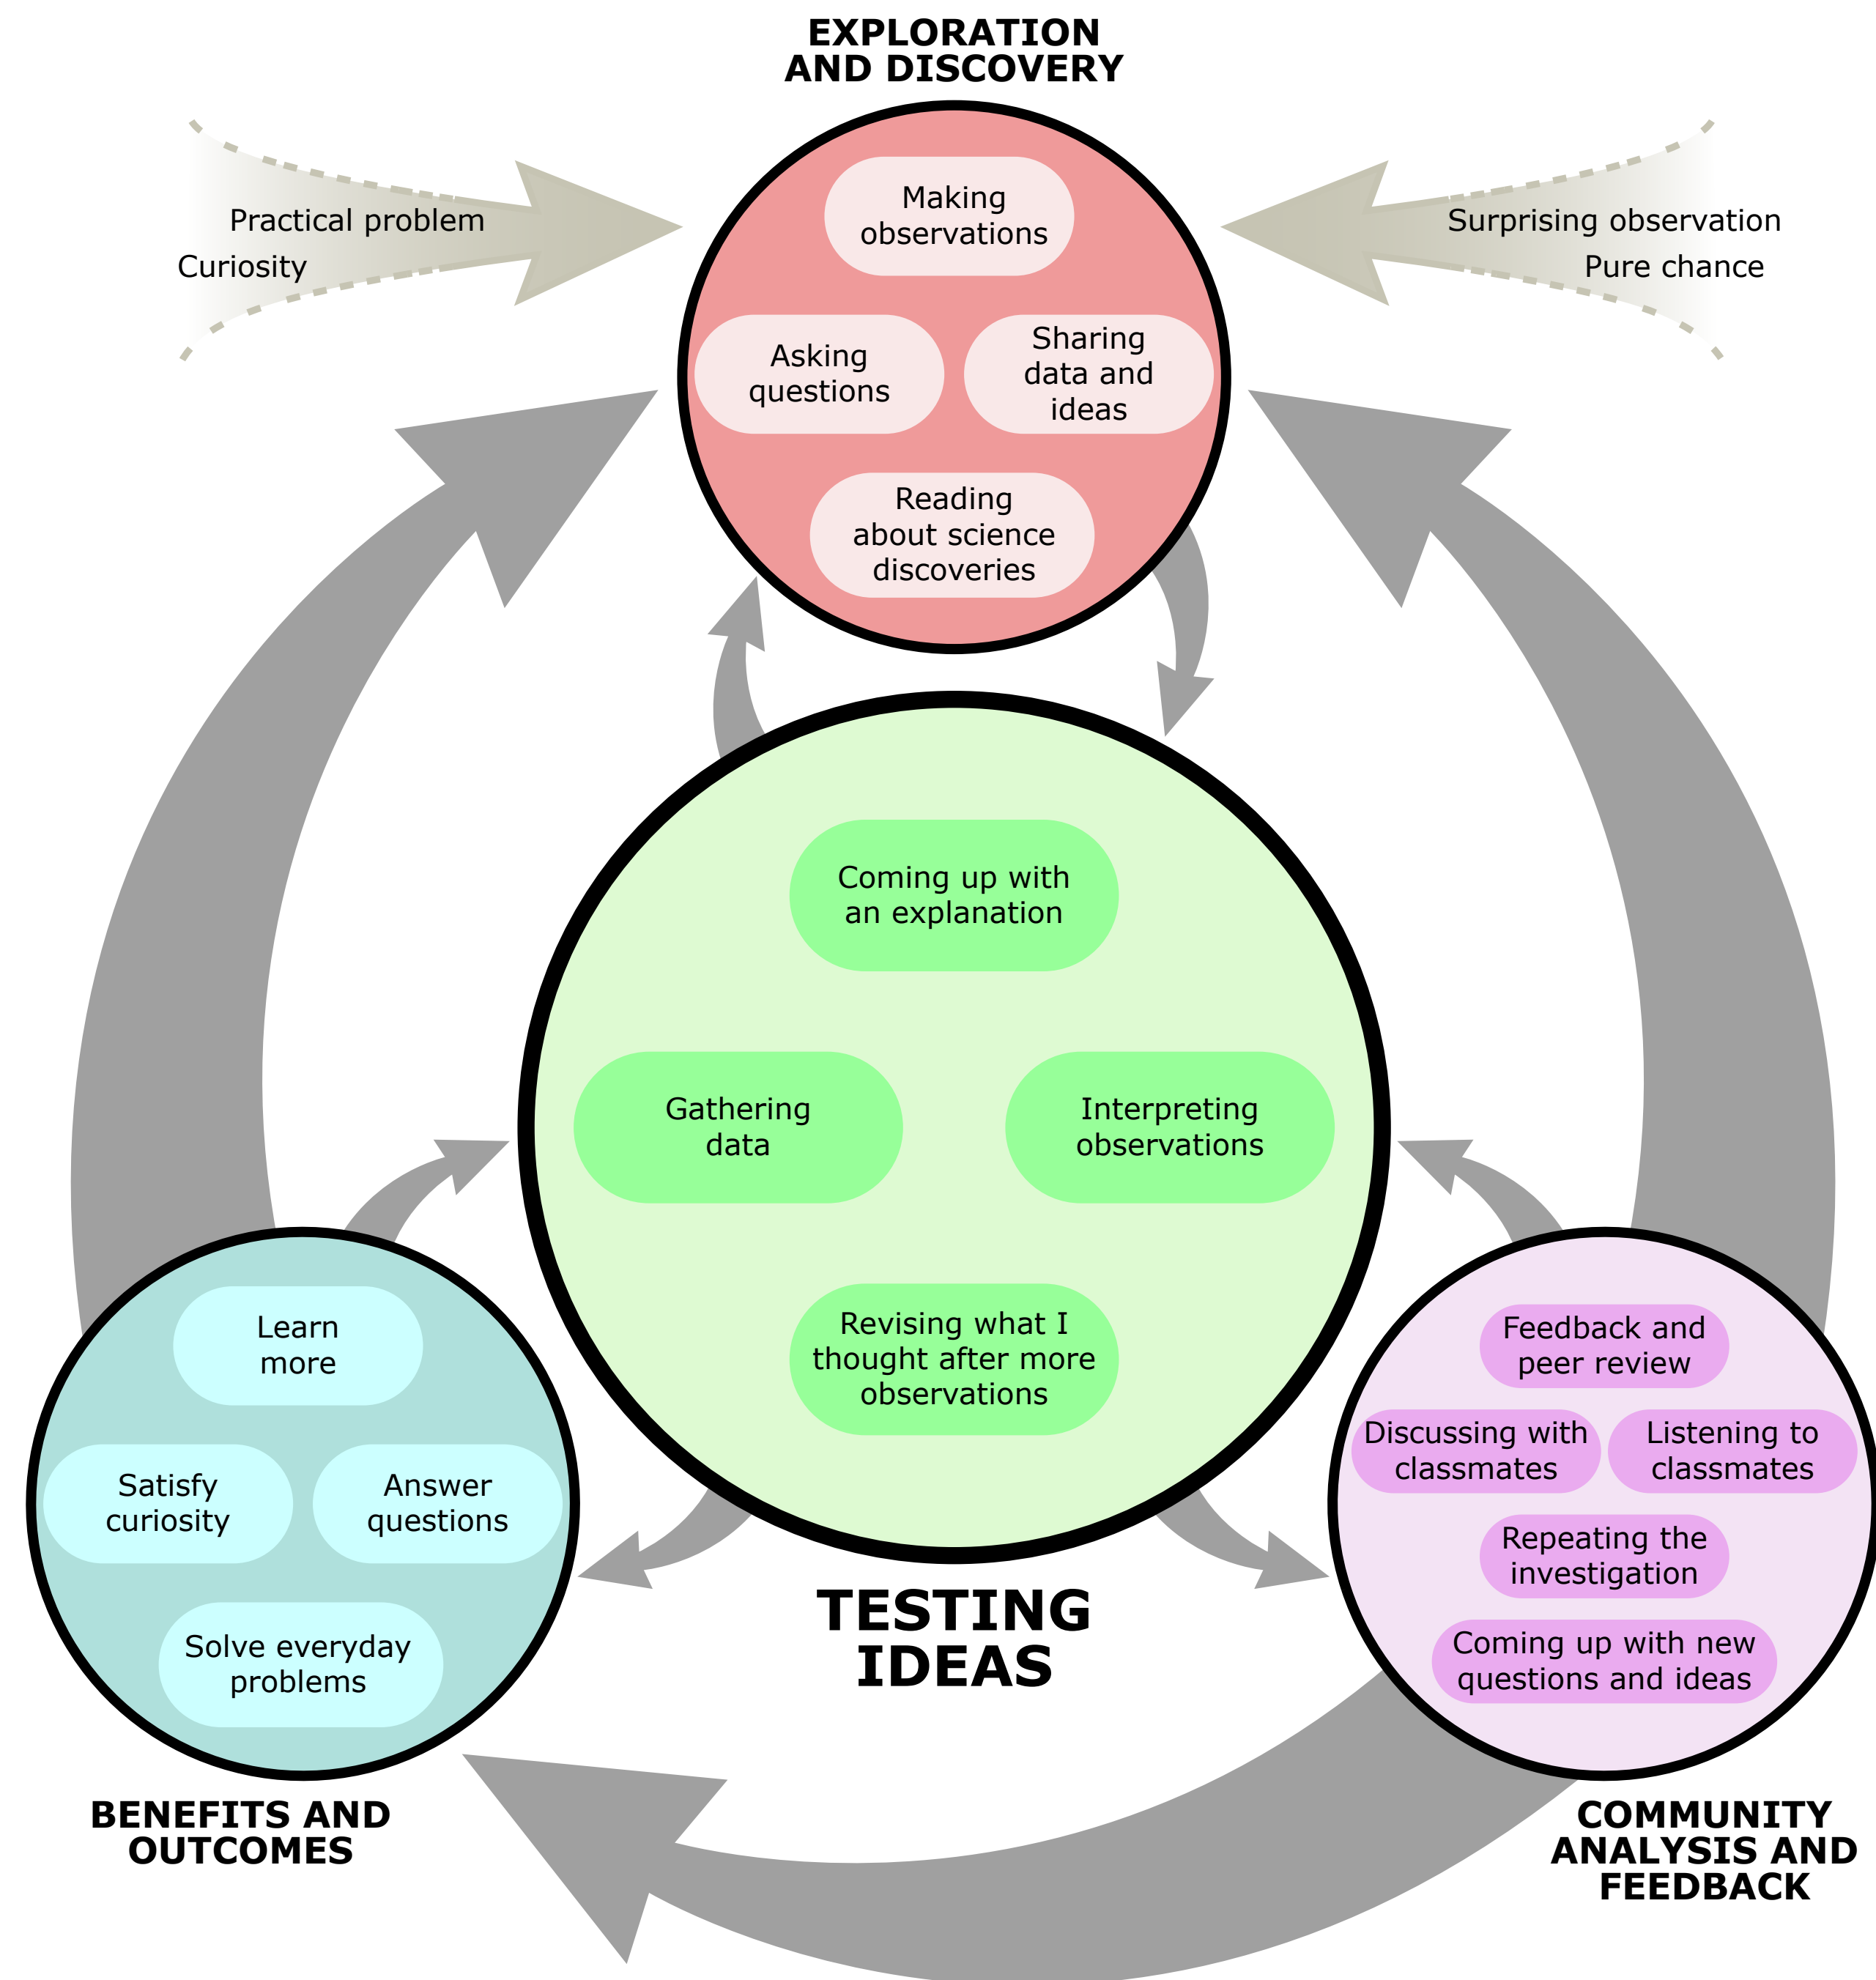 EXPLORATION
AND DISCOVERY
Practical problem
Curiosity
Surprising observation
Pure chance
Making
observations
Asking
questions
Sharing
data and
ideas
Reading
about science
discoveries
Coming up with
an explanation
Gathering
data
Interpreting
observations
Revising what I
thought after more
observations
TESTING
IDEAS
Learn
more
Satisfy
curiosity
Answer
questions
Solve everyday
problems
BENEFITS AND
OUTCOMES
Feedback and
peer review
Discussing with
classmates
Listening to
classmates
Repeating the
investigation
Coming up with new
questions and ideas
COMMUNITY
ANALYSIS AND
FEEDBACK